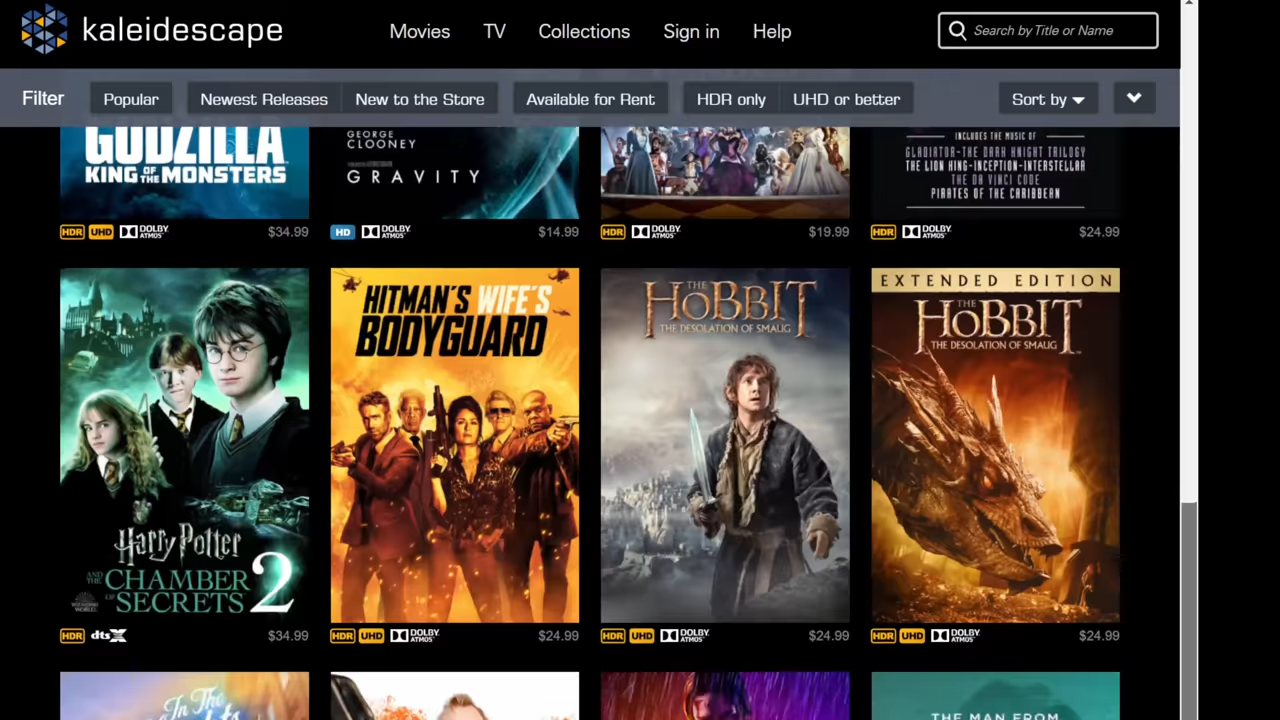 kaleidescape
Movies
TV
Collections
Sign in
Help
Search by Title or Name
Filter
Popular
Newest Releases
New to the Store
Available for Rent
HDR only
UHD or better
Sort by
GODZILLA
KING OF THE MONSTERS
GEORGE
CLOONEY
GRAVITY
INCLUDES THE MUSIC OF
GLADIATOR-THE DARK KNIGHT TRILOGY
THE LION KING-INCEPTION-INTERSTELLAR
THE DA VINCI CODE
PIRATES OF THE CARIBBEAN
HDR UHD DOLBY ATMOS $34.99
HD DOLBY ATMOS $14.99
HDR DOLBY ATMOS $19.99
HDR DOLBY ATMOS $24.99
Harry Potter
AND THE CHAMBER
OF SECRETS 2
WIZARDING WORLD
HITMAN'S WIFE'S
BODYGUARD
THE
HOBBIT
THE DESOLATION OF SMAUG
EXTENDED EDITION
THE
HOBBIT
THE DESOLATION OF SMAUG
HDR dtsX $34.99
HDR UHD DOLBY ATMOS $24.99
HDR UHD DOLBY ATMOS $24.99
HDR UHD DOLBY ATMOS $24.99
In The
THE MAN FROM